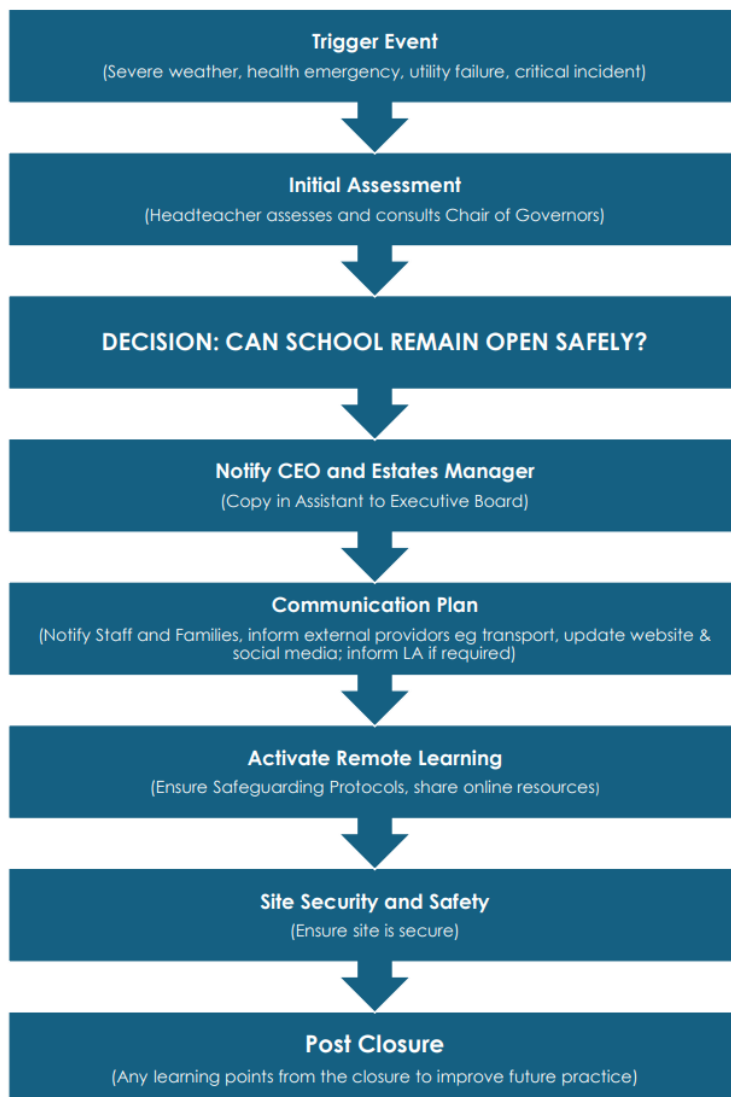 Trigger Event
(Severe weather, health emergency, utility failure, critical incident)
Initial Assessment
(Headteacher assesses and consults Chair of Governors)
DECISION: CAN SCHOOL REMAIN OPEN SAFELY?
Notify CEO and Estates Manager
(Copy in Assistant to Executive Board)
Communication Plan
(Notify Staff and Families, inform external providors eg transport, update website &
social media; inform LA if required)
Activate Remote Learning
(Ensure Safeguarding Protocols, share online resources)
Site Security and Safety
(Ensure site is secure)
Post Closure
(Any learning points from the closure to improve future practice)